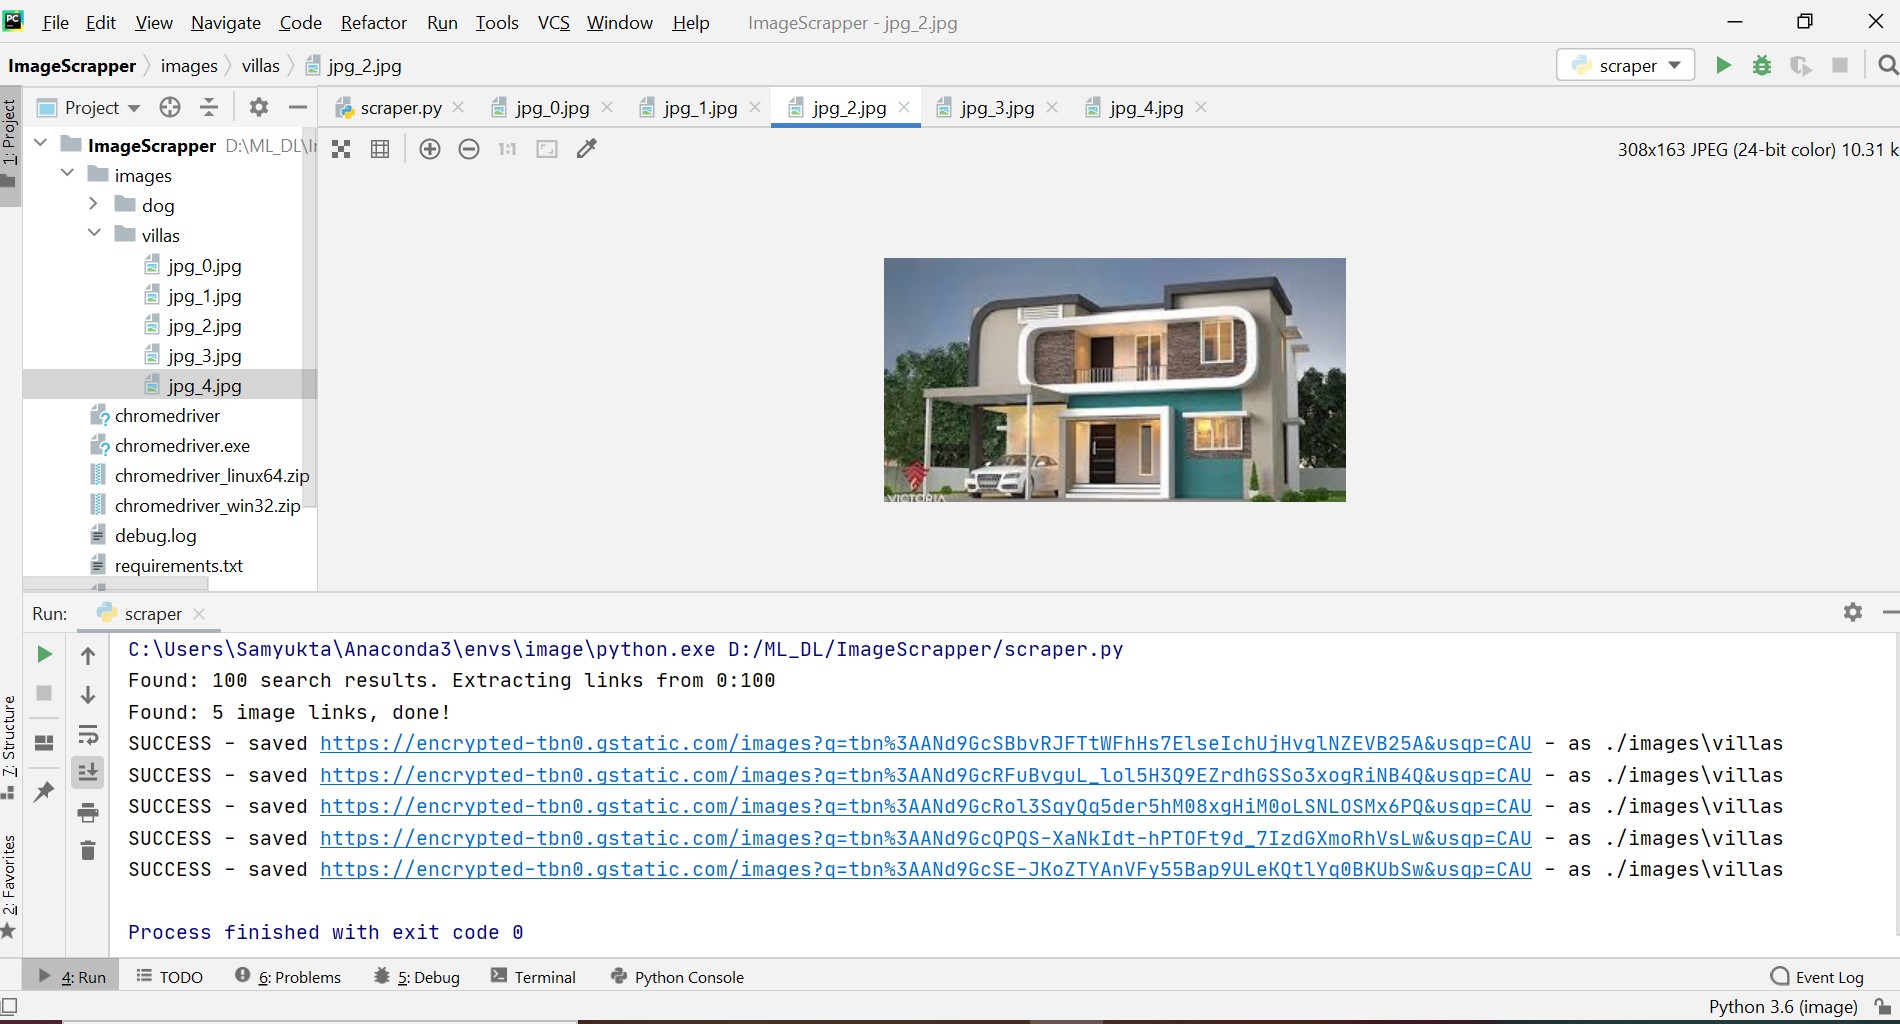 PC File Edit View Navigate Code Refactor Run Tools VCS Window Help ImageScrapper - jpg_2.jpg
ImageScrapper images villas jpg_2.jpg scraper
1: Project
Project scraper.py jpg_0.jpg jpg_1.jpg jpg_2.jpg jpg_3.jpg jpg_4.jpg
1:1 308x163 JPEG (24-bit color) 10.31 k
ImageScrapper D:\ML_DL\
images
dog
villas
jpg_0.jpg
jpg_1.jpg
jpg_2.jpg
jpg_3.jpg
jpg_4.jpg
chromedriver
chromedriver.exe
chromedriver_linux64.zip
chromedriver_win32.zip
debug.log
requirements.txt
VICTORIA
Run: scraper
C:\Users\Samyukta\Anaconda3\envs\image\python.exe D:/ML_DL/ImageScrapper/scraper.py
Found: 100 search results. Extracting links from 0:100
Found: 5 image links, done!
SUCCESS - saved https://encrypted-tbn0.gstatic.com/images?q=tbn%3AANd9GcSBbvRJFTtWFhHs7ElseIchUjHvglNZEVB25A&usqp=CAU - as ./images\villas
SUCCESS - saved https://encrypted-tbn0.gstatic.com/images?q=tbn%3AANd9GcRFuBvguL_lol5H3Q9EZrdhGSSo3xogRiNB4Q&usqp=CAU - as ./images\villas
SUCCESS - saved https://encrypted-tbn0.gstatic.com/images?q=tbn%3AANd9GcRol3SqyQq5der5hM08xgHiM0oLSNLOSMx6PQ&usqp=CAU - as ./images\villas
SUCCESS - saved https://encrypted-tbn0.gstatic.com/images?q=tbn%3AANd9GcQPQS-XaNkIdt-hPTOFt9d_7IzdGXmoRhVsLw&usqp=CAU - as ./images\villas
SUCCESS - saved https://encrypted-tbn0.gstatic.com/images?q=tbn%3AANd9GcSE-JKoZTYAnVFy55Bap9ULeKQtlYq0BKUbSw&usqp=CAU - as ./images\villas
Process finished with exit code 0
7: Structure
2: Favorites
4: Run TODO 6: Problems 5: Debug Terminal Python Console Event Log
Python 3.6 (image)